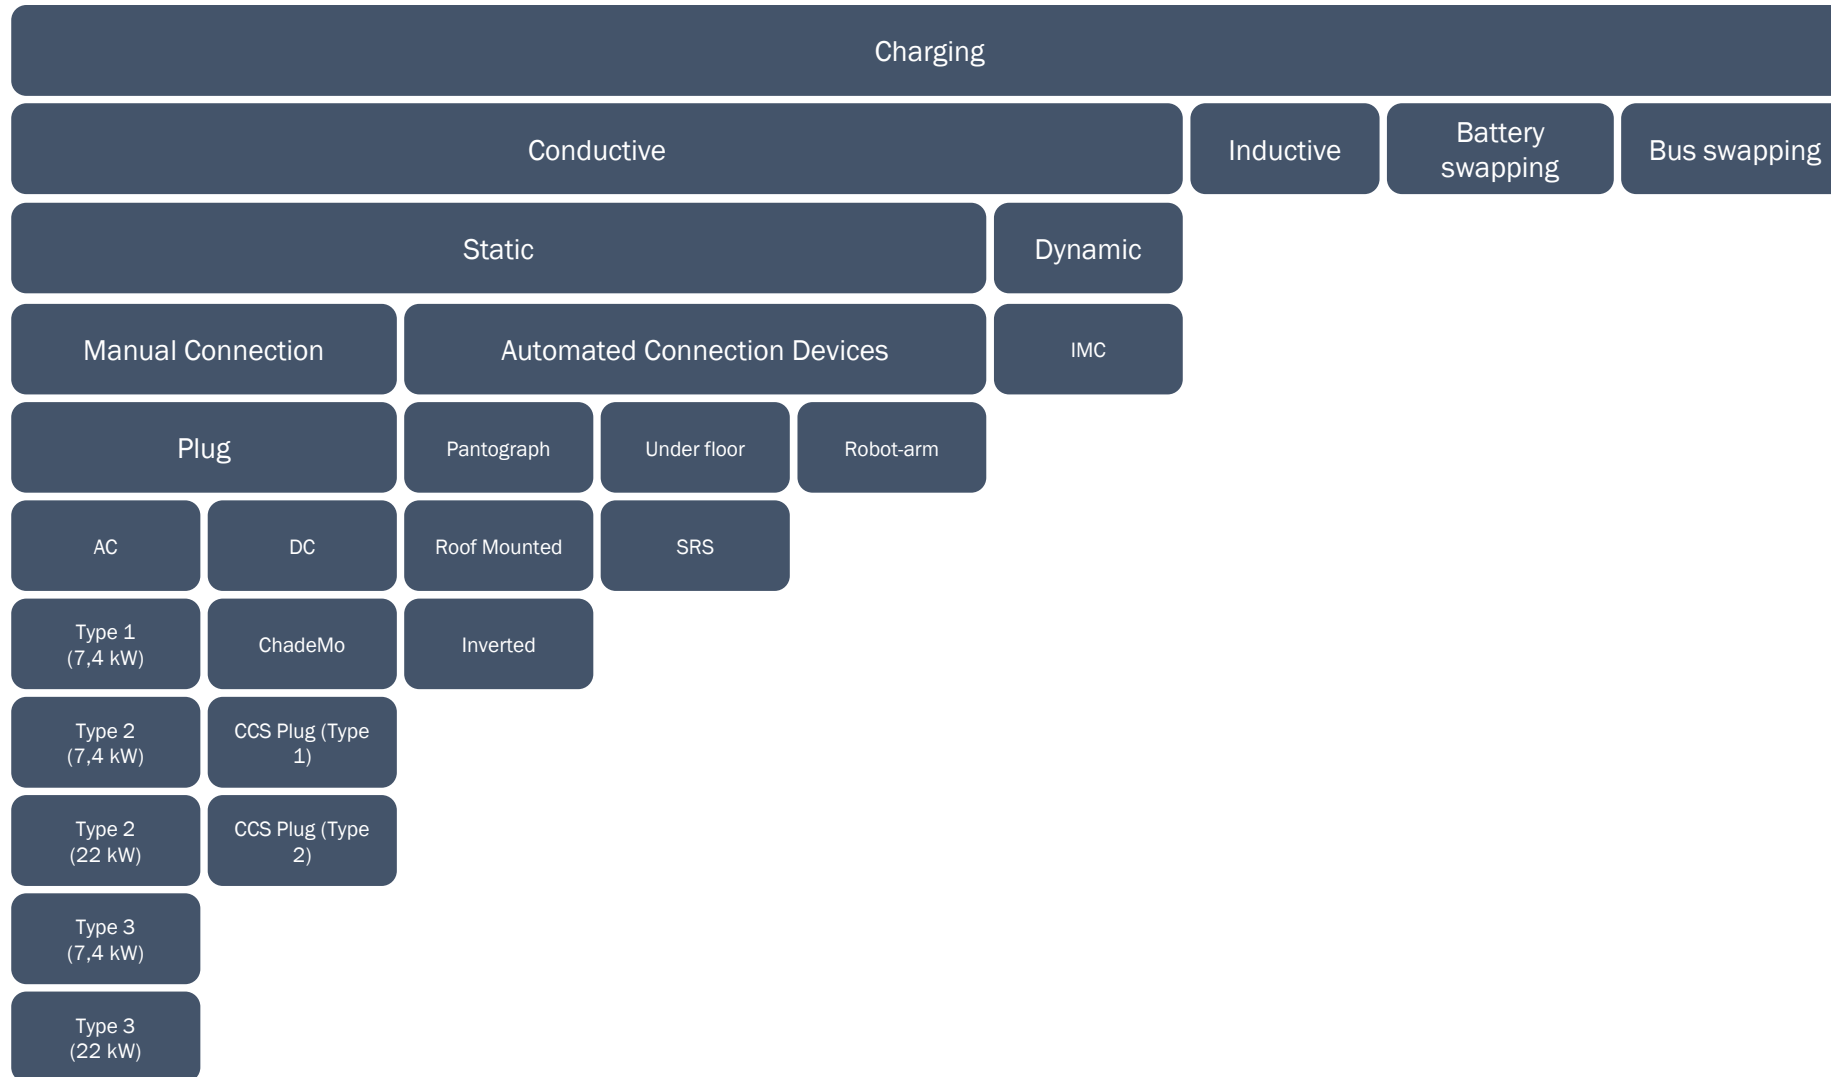 Charging
Conductive
Inductive
Battery
swapping
Bus swapping
Static
Dynamic
Manual Connection
Automated Connection Devices
IMC
Plug
Pantograph
Under floor
Robot-arm
AC
DC
Roof Mounted
SRS
Type 1
(7,4 kW)
ChadeMo
Inverted
Type 2
(7,4 kW)
CCS Plug (Type
1)
Type 2
(22 kW)
CCS Plug (Type
2)
Type 3
(7,4 kW)
Type 3
(22 kW)